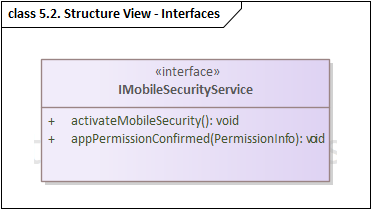 class 5.2. Structure View - Interfaces
«interface»
IMobileSecurityService
+ activateMobileSecurity(): void
+ appPermissionConfirmed(PermissionInfo): void